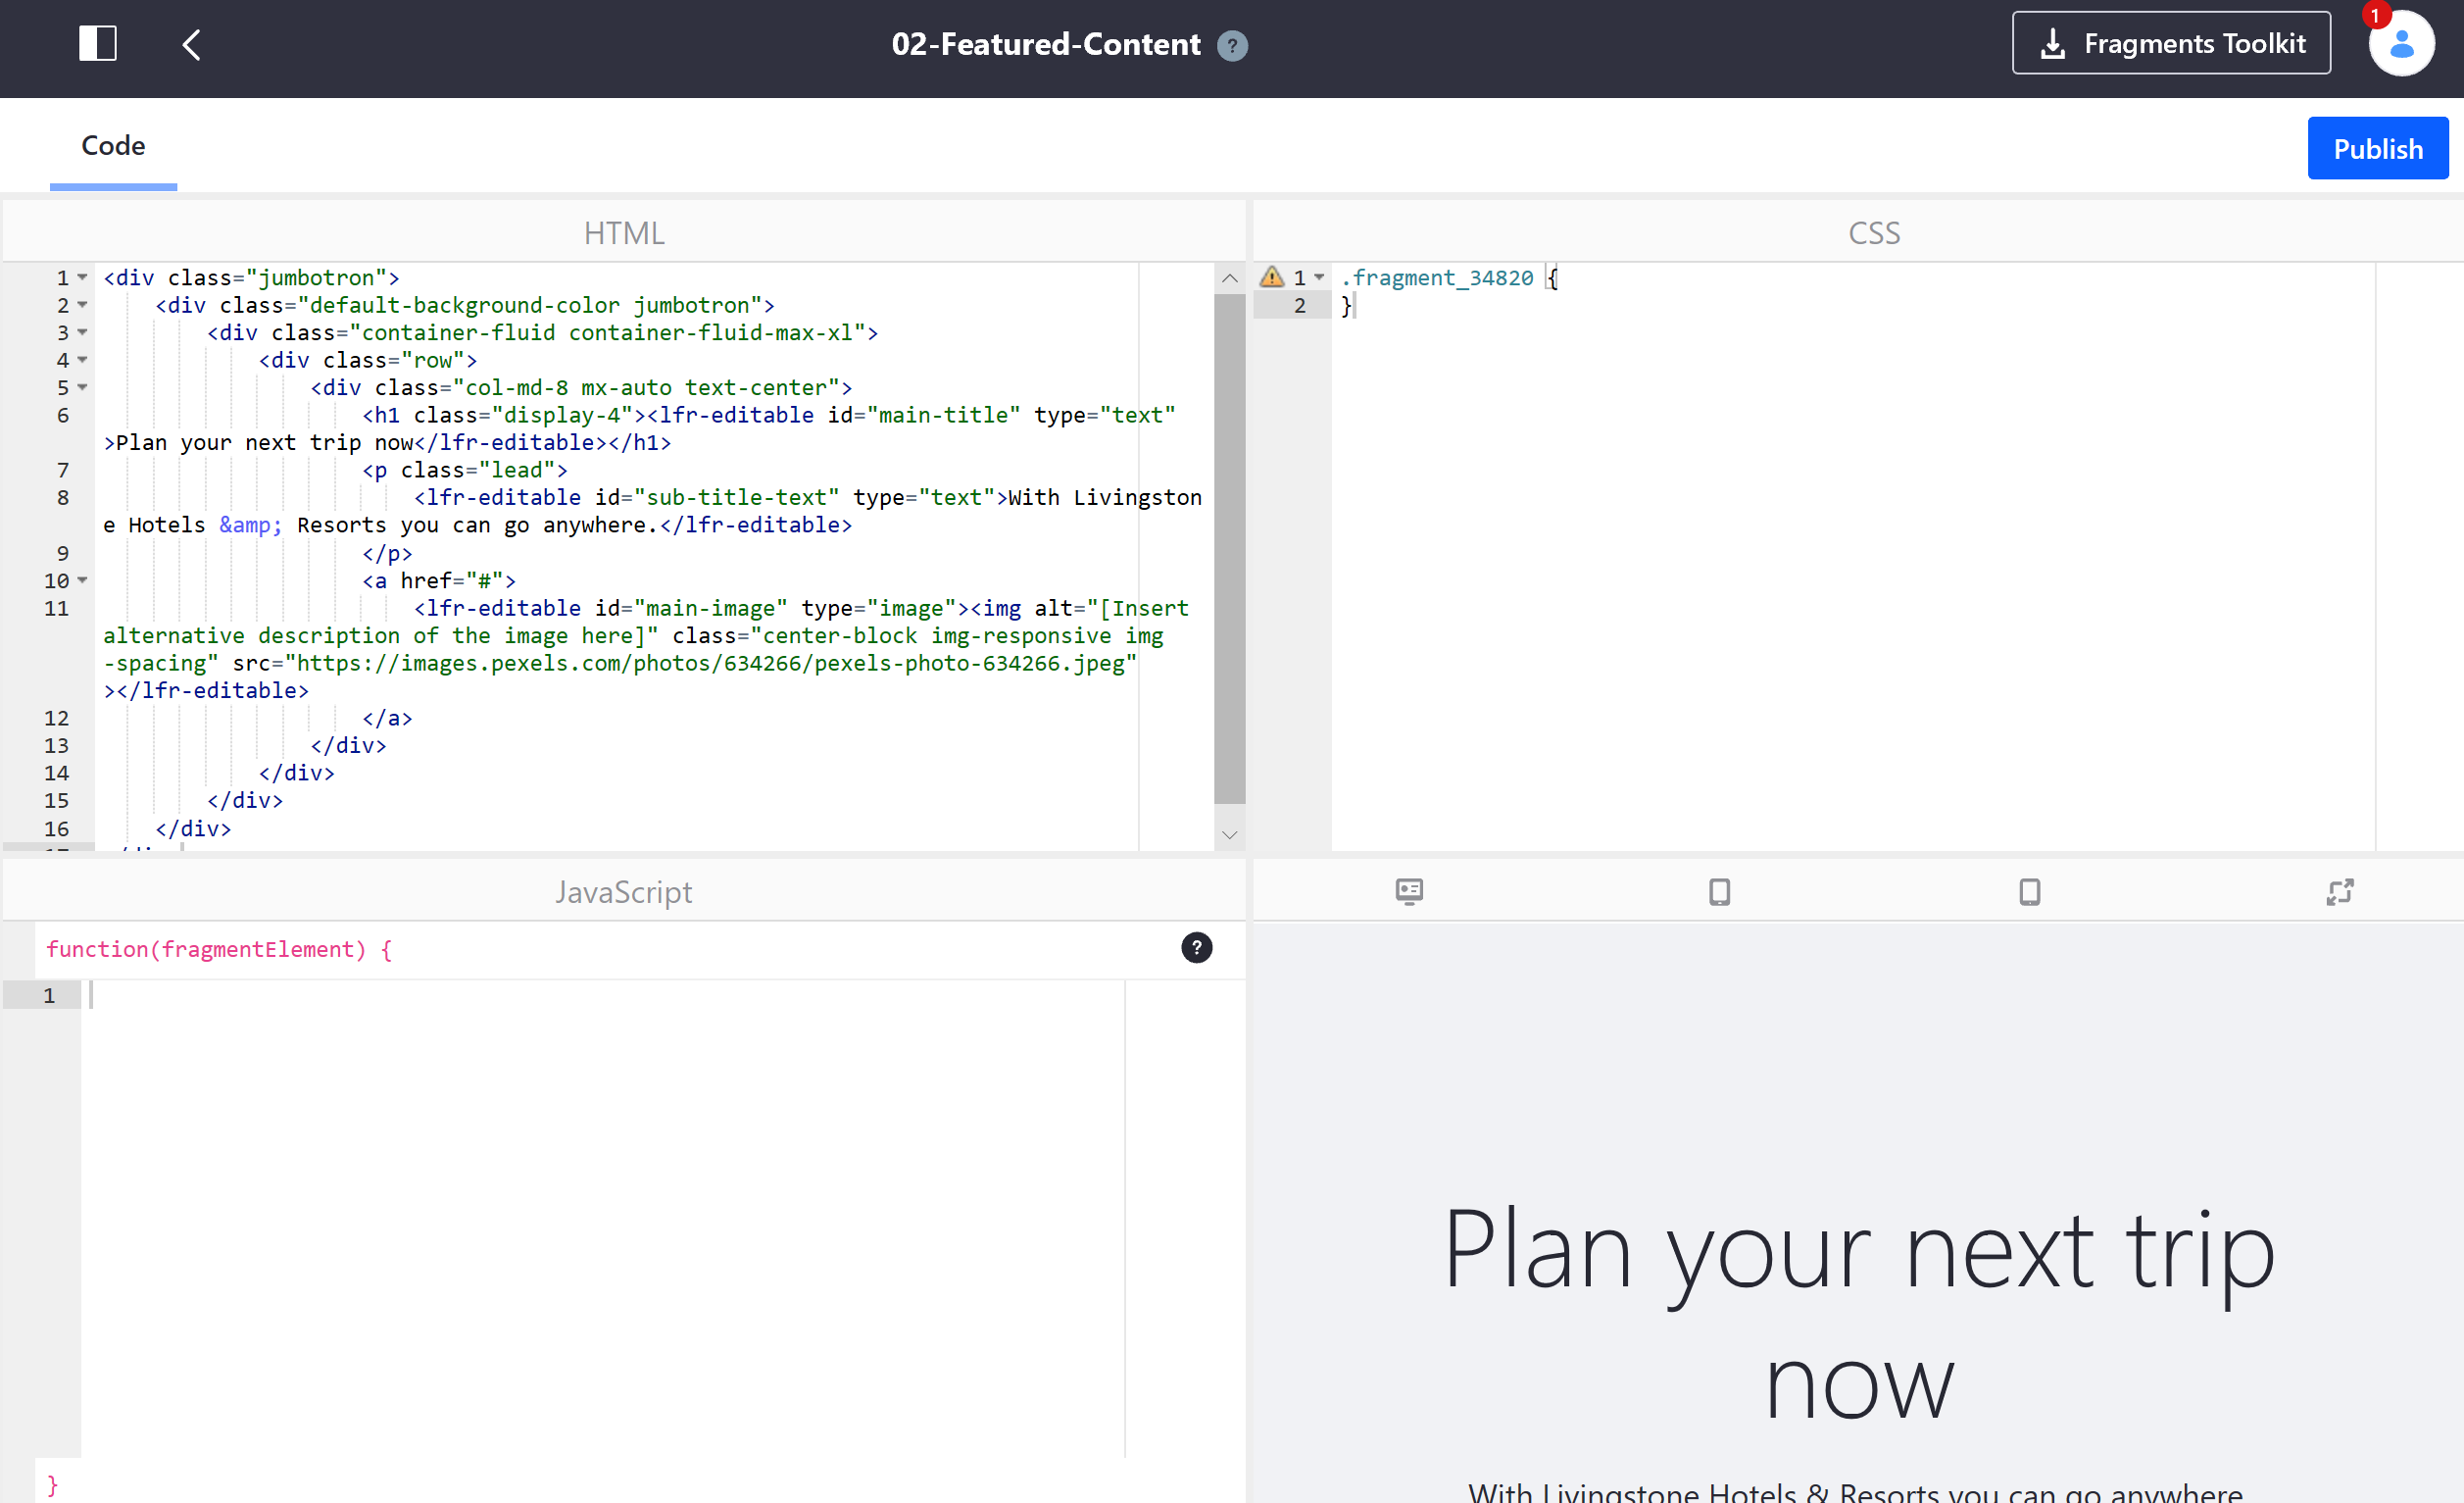 02-Featured-Content ?
Fragments Toolkit
1
Code
Publish
HTML
1 <div class="jumbotron">
2 <div class="default-background-color jumbotron">
3 <div class="container-fluid container-fluid-max-xl">
4 <div class="row">
5 <div class="col-md-8 mx-auto text-center">
6 <h1 class="display-4"><lfr-editable id="main-title" type="text"
>Plan your next trip now</lfr-editable></h1>
7 <p class="lead">
8 <lfr-editable id="sub-title-text" type="text">With Livingston
e Hotels &amp; Resorts you can go anywhere.</lfr-editable>
9 </p>
10 <a href="#">
11 <lfr-editable id="main-image" type="image"><img alt="[Insert
alternative description of the image here]" class="center-block img-responsive img
-spacing" src="https://images.pexels.com/photos/634266/pexels-photo-634266.jpeg"
></lfr-editable>
12 </a>
13 </div>
14 </div>
15 </div>
16 </div>
CSS
1 .fragment_34820 {
2 }
JavaScript
function(fragmentElement) {
?
1
}
Plan your next trip
now
With Livingstone Hotels & Resorts you can go anywhere